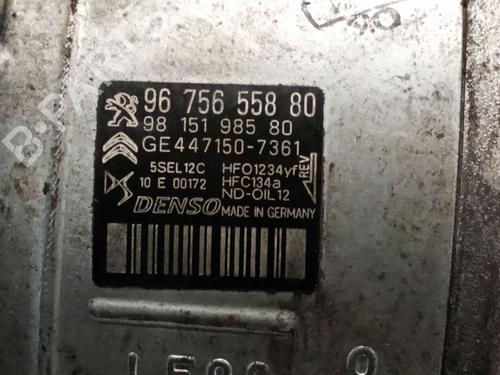 96 756 558 80
98 151 985 80
GE447150-7361
5SEL12C HFO1234yf
10 E 00172 HFC134a
REV
ND-OIL12
DENSO MADE IN GERMANY
B-PARTS